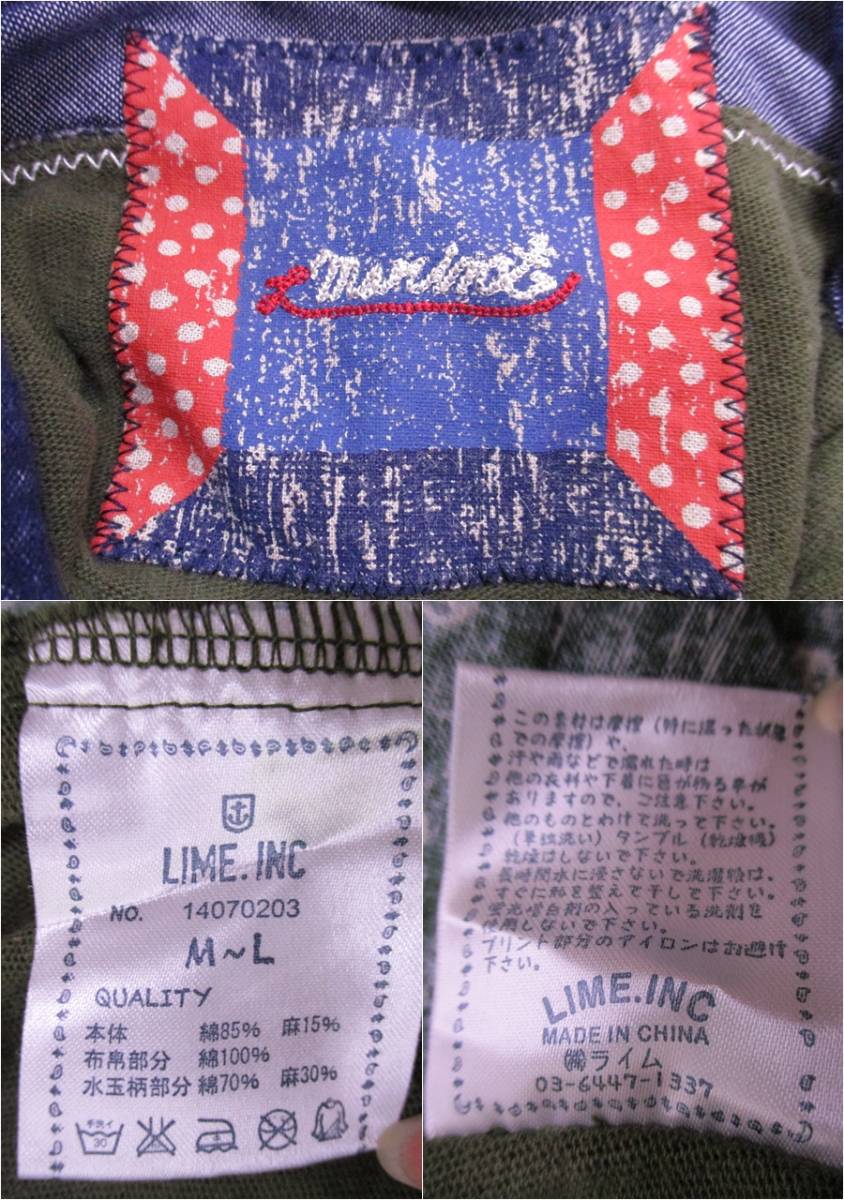 LIME.INC
NO. 14070203
M~L
QUALITY
本体 綿85% 麻15%
布帛部分 綿100%
水玉柄部分 綿70% 麻30%
手洗イ
30
この素材は摩擦（特に湿った状態
での摩擦）や、
汗や雨などで濡れた時は
他の衣料や下着に色が移る事が
ありますので、ご注意下さい。
他のものとわけて洗って下さい。
（単独洗い）タンブル（乾燥機）
乾燥はしないで下さい。
長時間水に浸さないで洗濯後は、
すぐに形を整えて干して下さい。
蛍光増白剤の入っている洗剤を
使用しないで下さい。
プリント部分のアイロンはお避け
下さい。
LIME.INC
MADE IN CHINA
㈱ライム
03-6447-1337